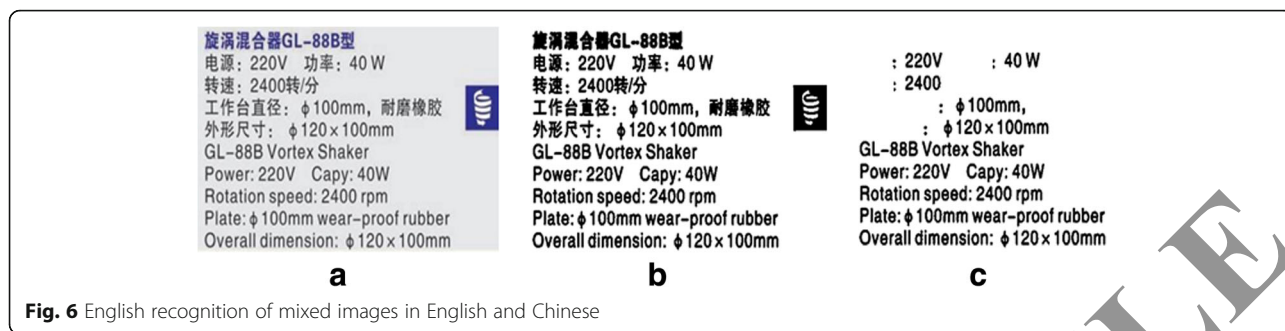 旋涡混合器GL-88B型
电源：220V 功率：40 W
转速：2400转/分
工作台直径：ϕ100mm，耐磨橡胶
外形尺寸：ϕ120×100mm
GL-88B Vortex Shaker
Power: 220V Capy: 40W
Rotation speed: 2400 rpm
Plate: ϕ100mm wear-proof rubber
Overall dimension: ϕ120×100mm
a
旋涡混合器GL-88B型
电源：220V 功率：40 W
转速：2400转/分
工作台直径：ϕ100mm，耐磨橡胶
外形尺寸：ϕ120×100mm
GL-88B Vortex Shaker
Power: 220V Capy: 40W
Rotation speed: 2400 rpm
Plate: ϕ100mm wear-proof rubber
Overall dimension: ϕ120×100mm
b
: 220V : 40 W
: 2400
: ϕ100mm,
: ϕ120×100mm
GL-88B Vortex Shaker
Power: 220V Capy: 40W
Rotation speed: 2400 rpm
Plate: ϕ100mm wear-proof rubber
Overall dimension: ϕ120×100mm
c
Fig. 6 English recognition of mixed images in English and Chinese